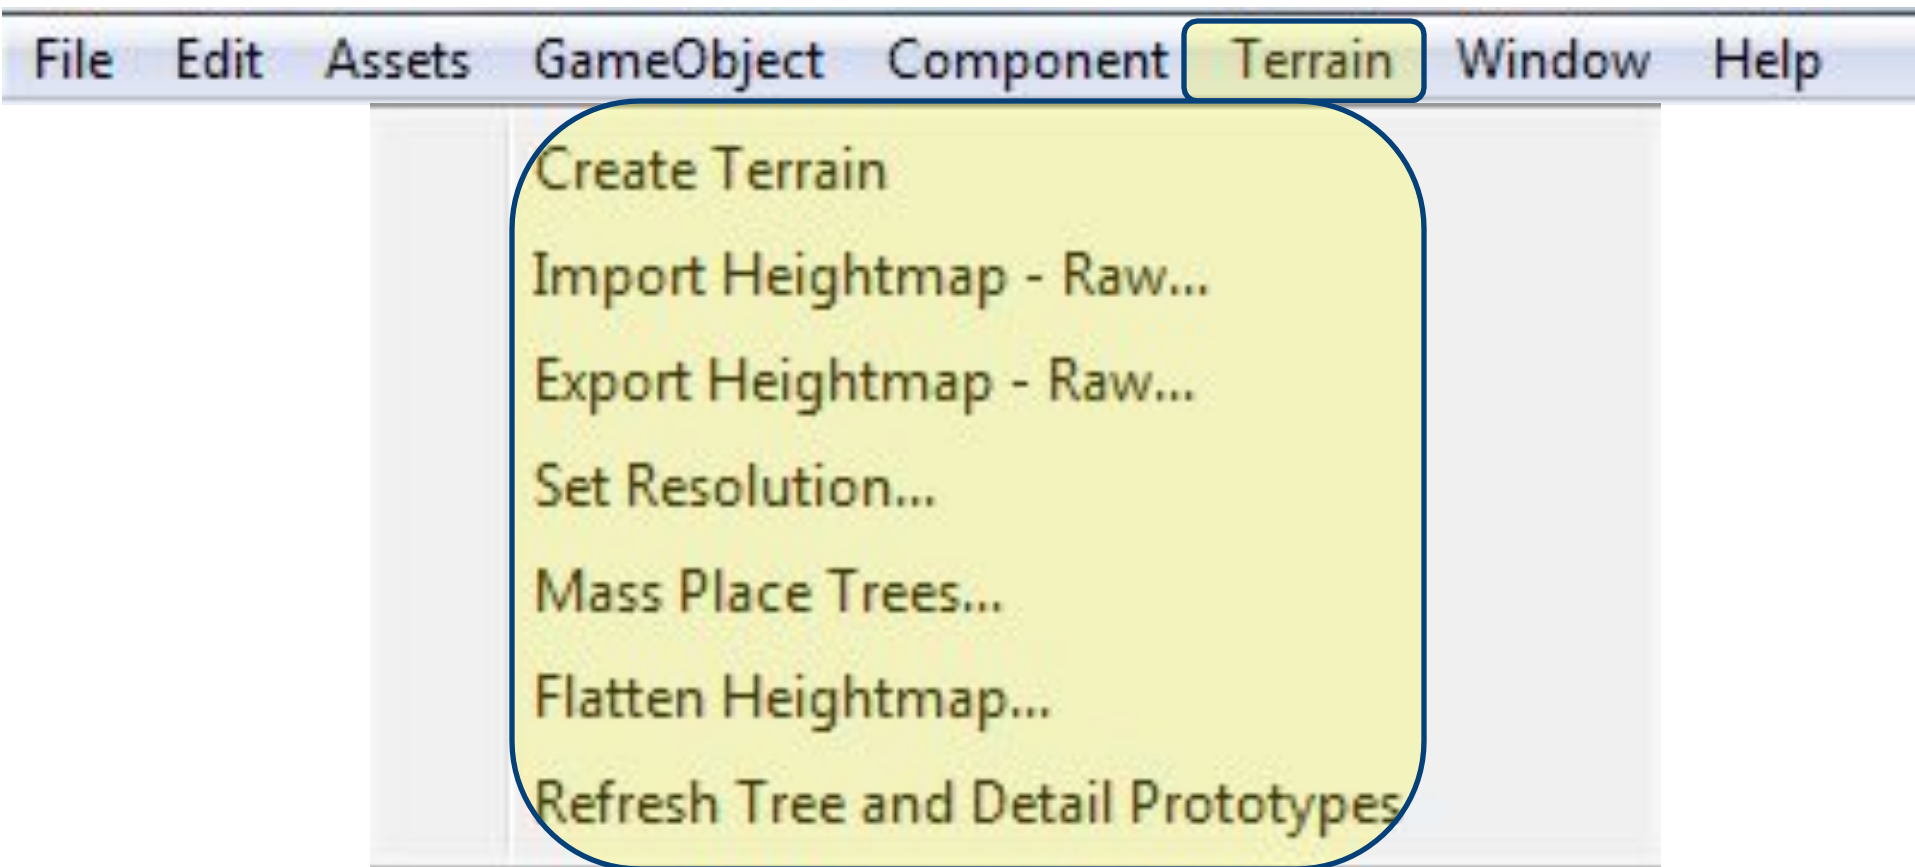 File Edit Assets GameObject Component Terrain Window Help
Create Terrain
Import Heightmap - Raw...
Export Heightmap - Raw...
Set Resolution...
Mass Place Trees...
Flatten Heightmap...
Refresh Tree and Detail Prototypes